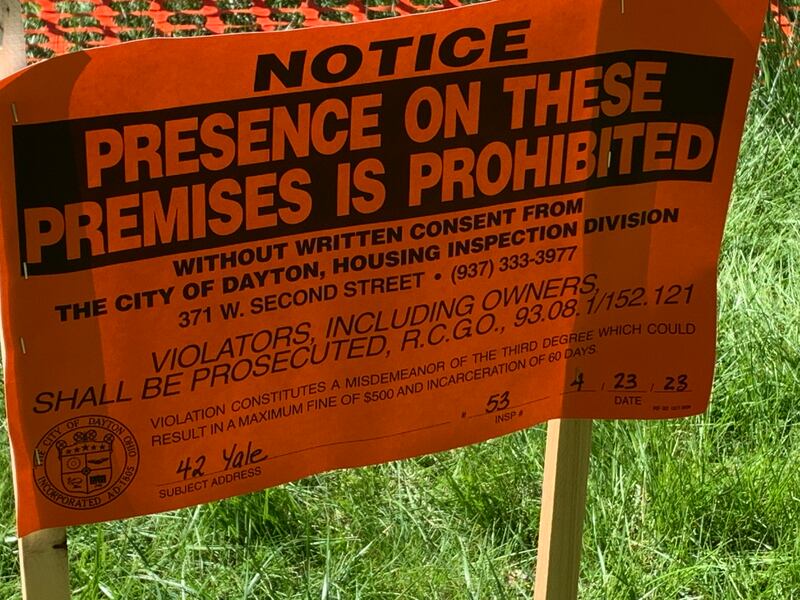 NOTICE
PRESENCE ON THESE
PREMISES IS PROHIBITED
WITHOUT WRITTEN CONSENT FROM
THE CITY OF DAYTON, HOUSING INSPECTION DIVISION
371 W. SECOND STREET • (937) 333-3977
VIOLATORS, INCLUDING OWNERS,
SHALL BE PROSECUTED, R.C.G.O., 93.08.1/152.121
VIOLATION CONSTITUTES A MISDEMEANOR OF THE THIRD DEGREE WHICH COULD
RESULT IN A MAXIMUM FINE OF $500 AND INCARCERATION OF 60 DAYS.
# 53 4 / 23 / 23
INSP # DATE
42 Yale
SUBJECT ADDRESS
THE CITY OF DAYTON, OHIO
INCORPORATED A.D. 1805